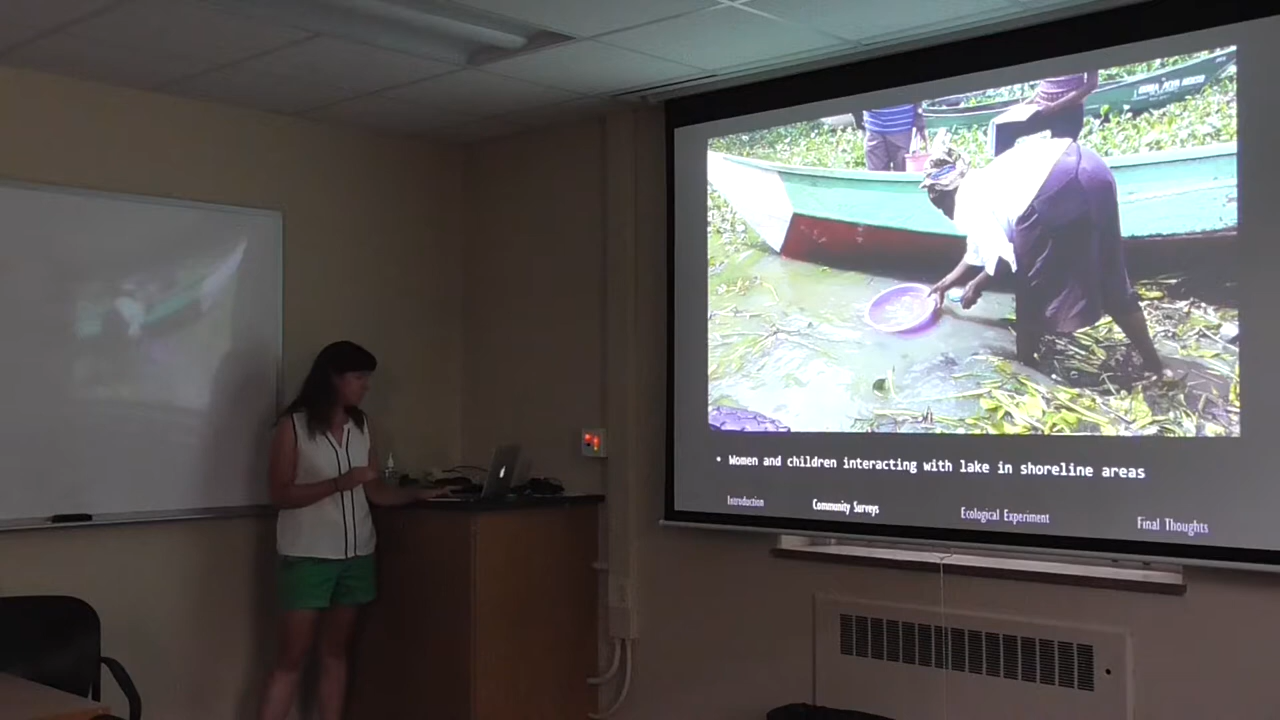 • Women and children interacting with lake in shoreline areas
Introduction
Community Surveys
Ecological Experiment
Final Thoughts